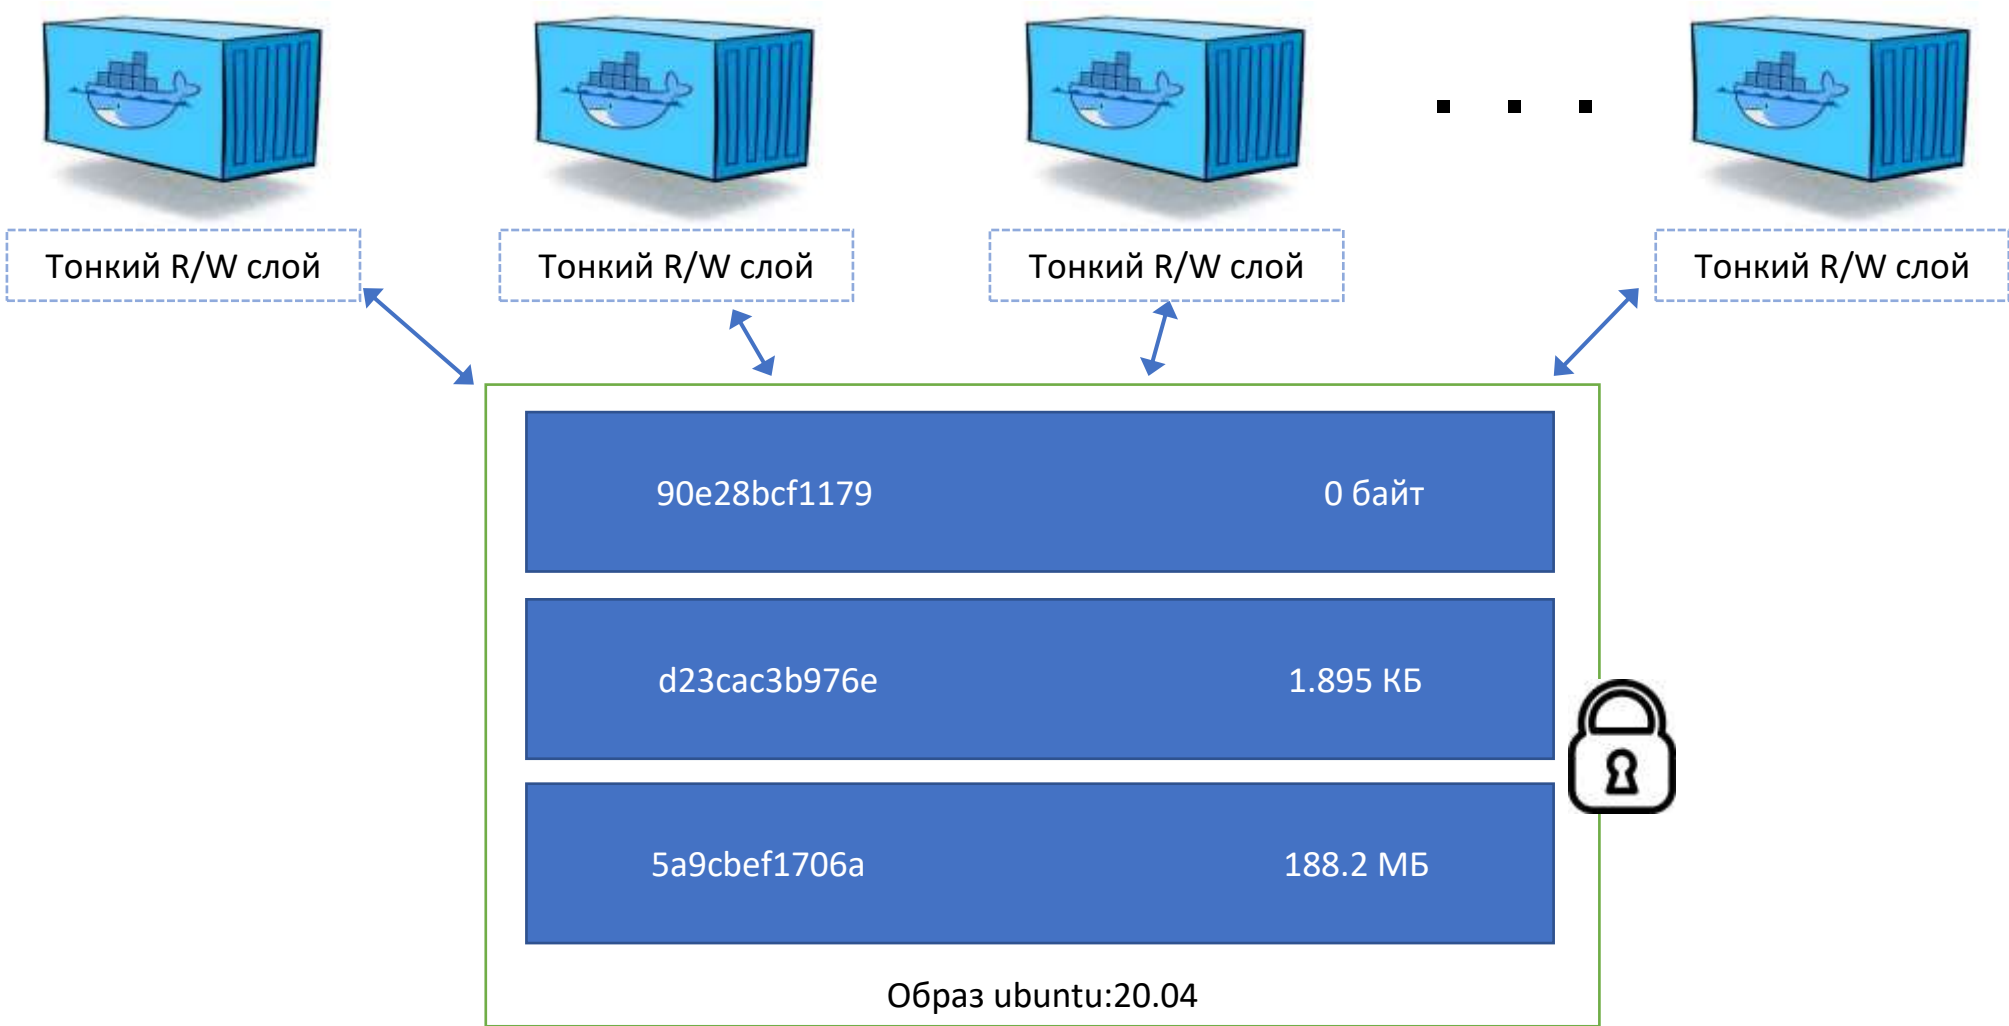 Тонкий R/W слой
Тонкий R/W слой
Тонкий R/W слой
Тонкий R/W слой
90e28bcf1179 0 байт
d23cac3b976e 1.895 КБ
5a9cbef1706a 188.2 МБ
Образ ubuntu:20.04